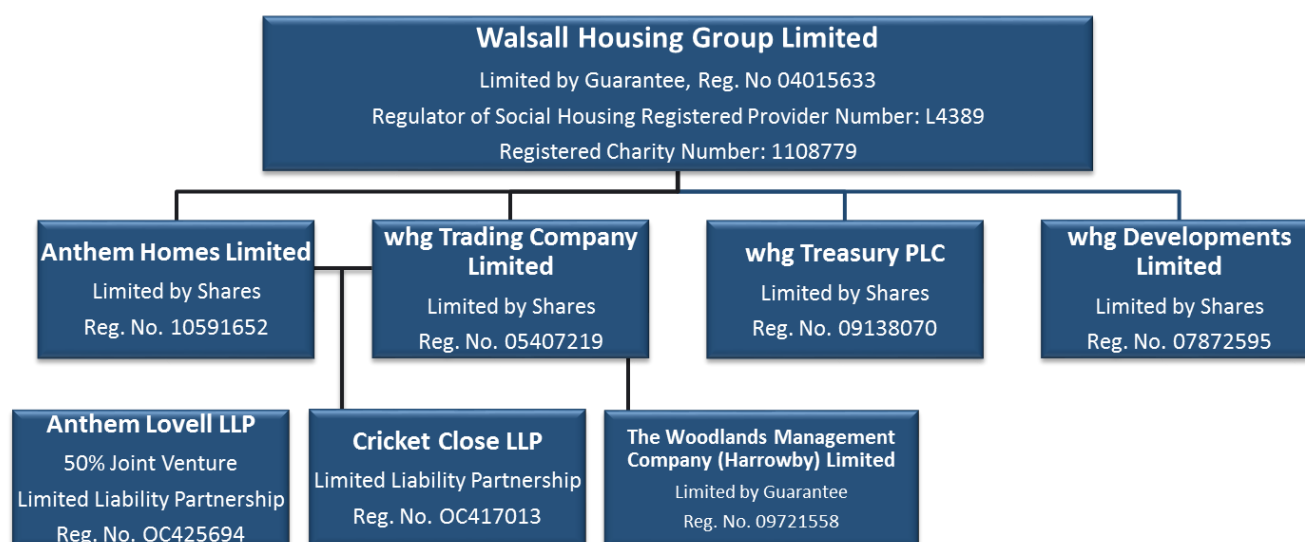 Walsall Housing Group Limited
Limited by Guarantee, Reg. No 04015633
Regulator of Social Housing Registered Provider Number: L4389
Registered Charity Number: 1108779
Anthem Homes Limited
Limited by Shares
Reg. No. 10591652
whg Trading Company
Limited
Limited by Shares
Reg. No. 05407219
whg Treasury PLC
Limited by Shares
Reg. No. 09138070
whg Developments
Limited
Limited by Shares
Reg. No. 07872595
Anthem Lovell LLP
50% Joint Venture
Limited Liability Partnership
Reg. No. OC425694
Cricket Close LLP
Limited Liability Partnership
Reg. No. OC417013
The Woodlands Management
Company (Harrowby) Limited
Limited by Guarantee
Reg. No. 09721558